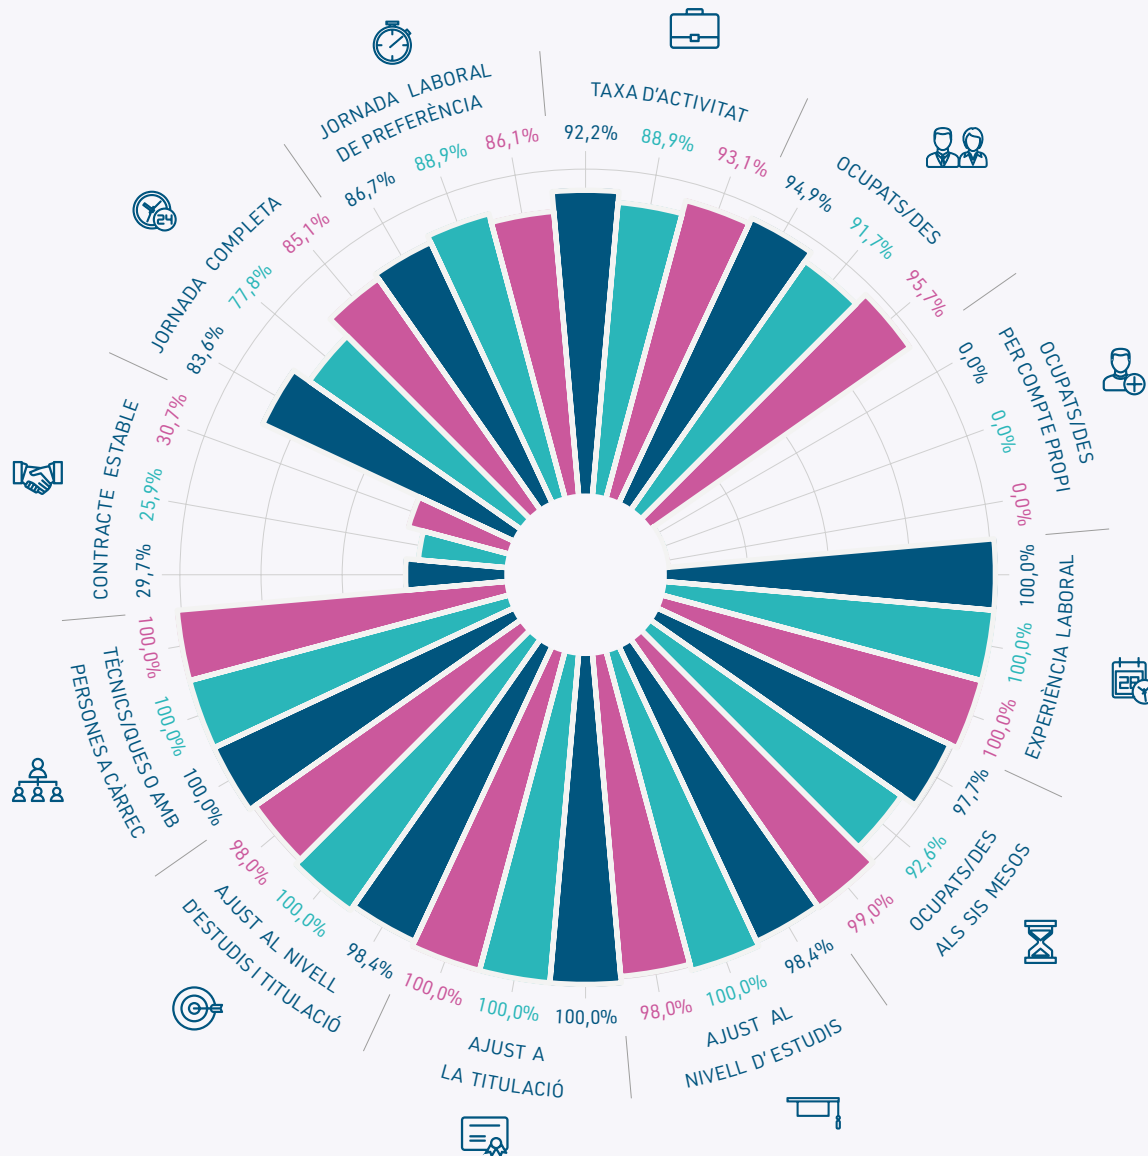 TAXA D'ACTIVITAT
92,2%
88,9%
93,1%
OCUPATS/DES
94,9%
91,7%
95,7%
OCUPATS/DES
PER COMPTE PROPI
0,0%
0,0%
0,0%
EXPERIÈNCIA LABORAL
100,0%
100,0%
100,0%
OCUPATS/DES
ALS SIS MESOS
97,7%
92,6%
99,0%
AJUST AL
NIVELL D'ESTUDIS
98,4%
100,0%
98,0%
AJUST A
LA TITULACIÓ
100,0%
100,0%
100,0%
AJUST AL NIVELL
D'ESTUDIS I TITULACIÓ
98,4%
100,0%
98,0%
TÈCNICS/QUES O AMB
PERSONES A CÀRREC
100,0%
100,0%
100,0%
CONTRACTE ESTABLE
29,7%
25,9%
30,7%
JORNADA COMPLETA
83,6%
77,8%
85,1%
24
JORNADA LABORAL
DE PREFERÈNCIA
86,7%
88,9%
86,1%